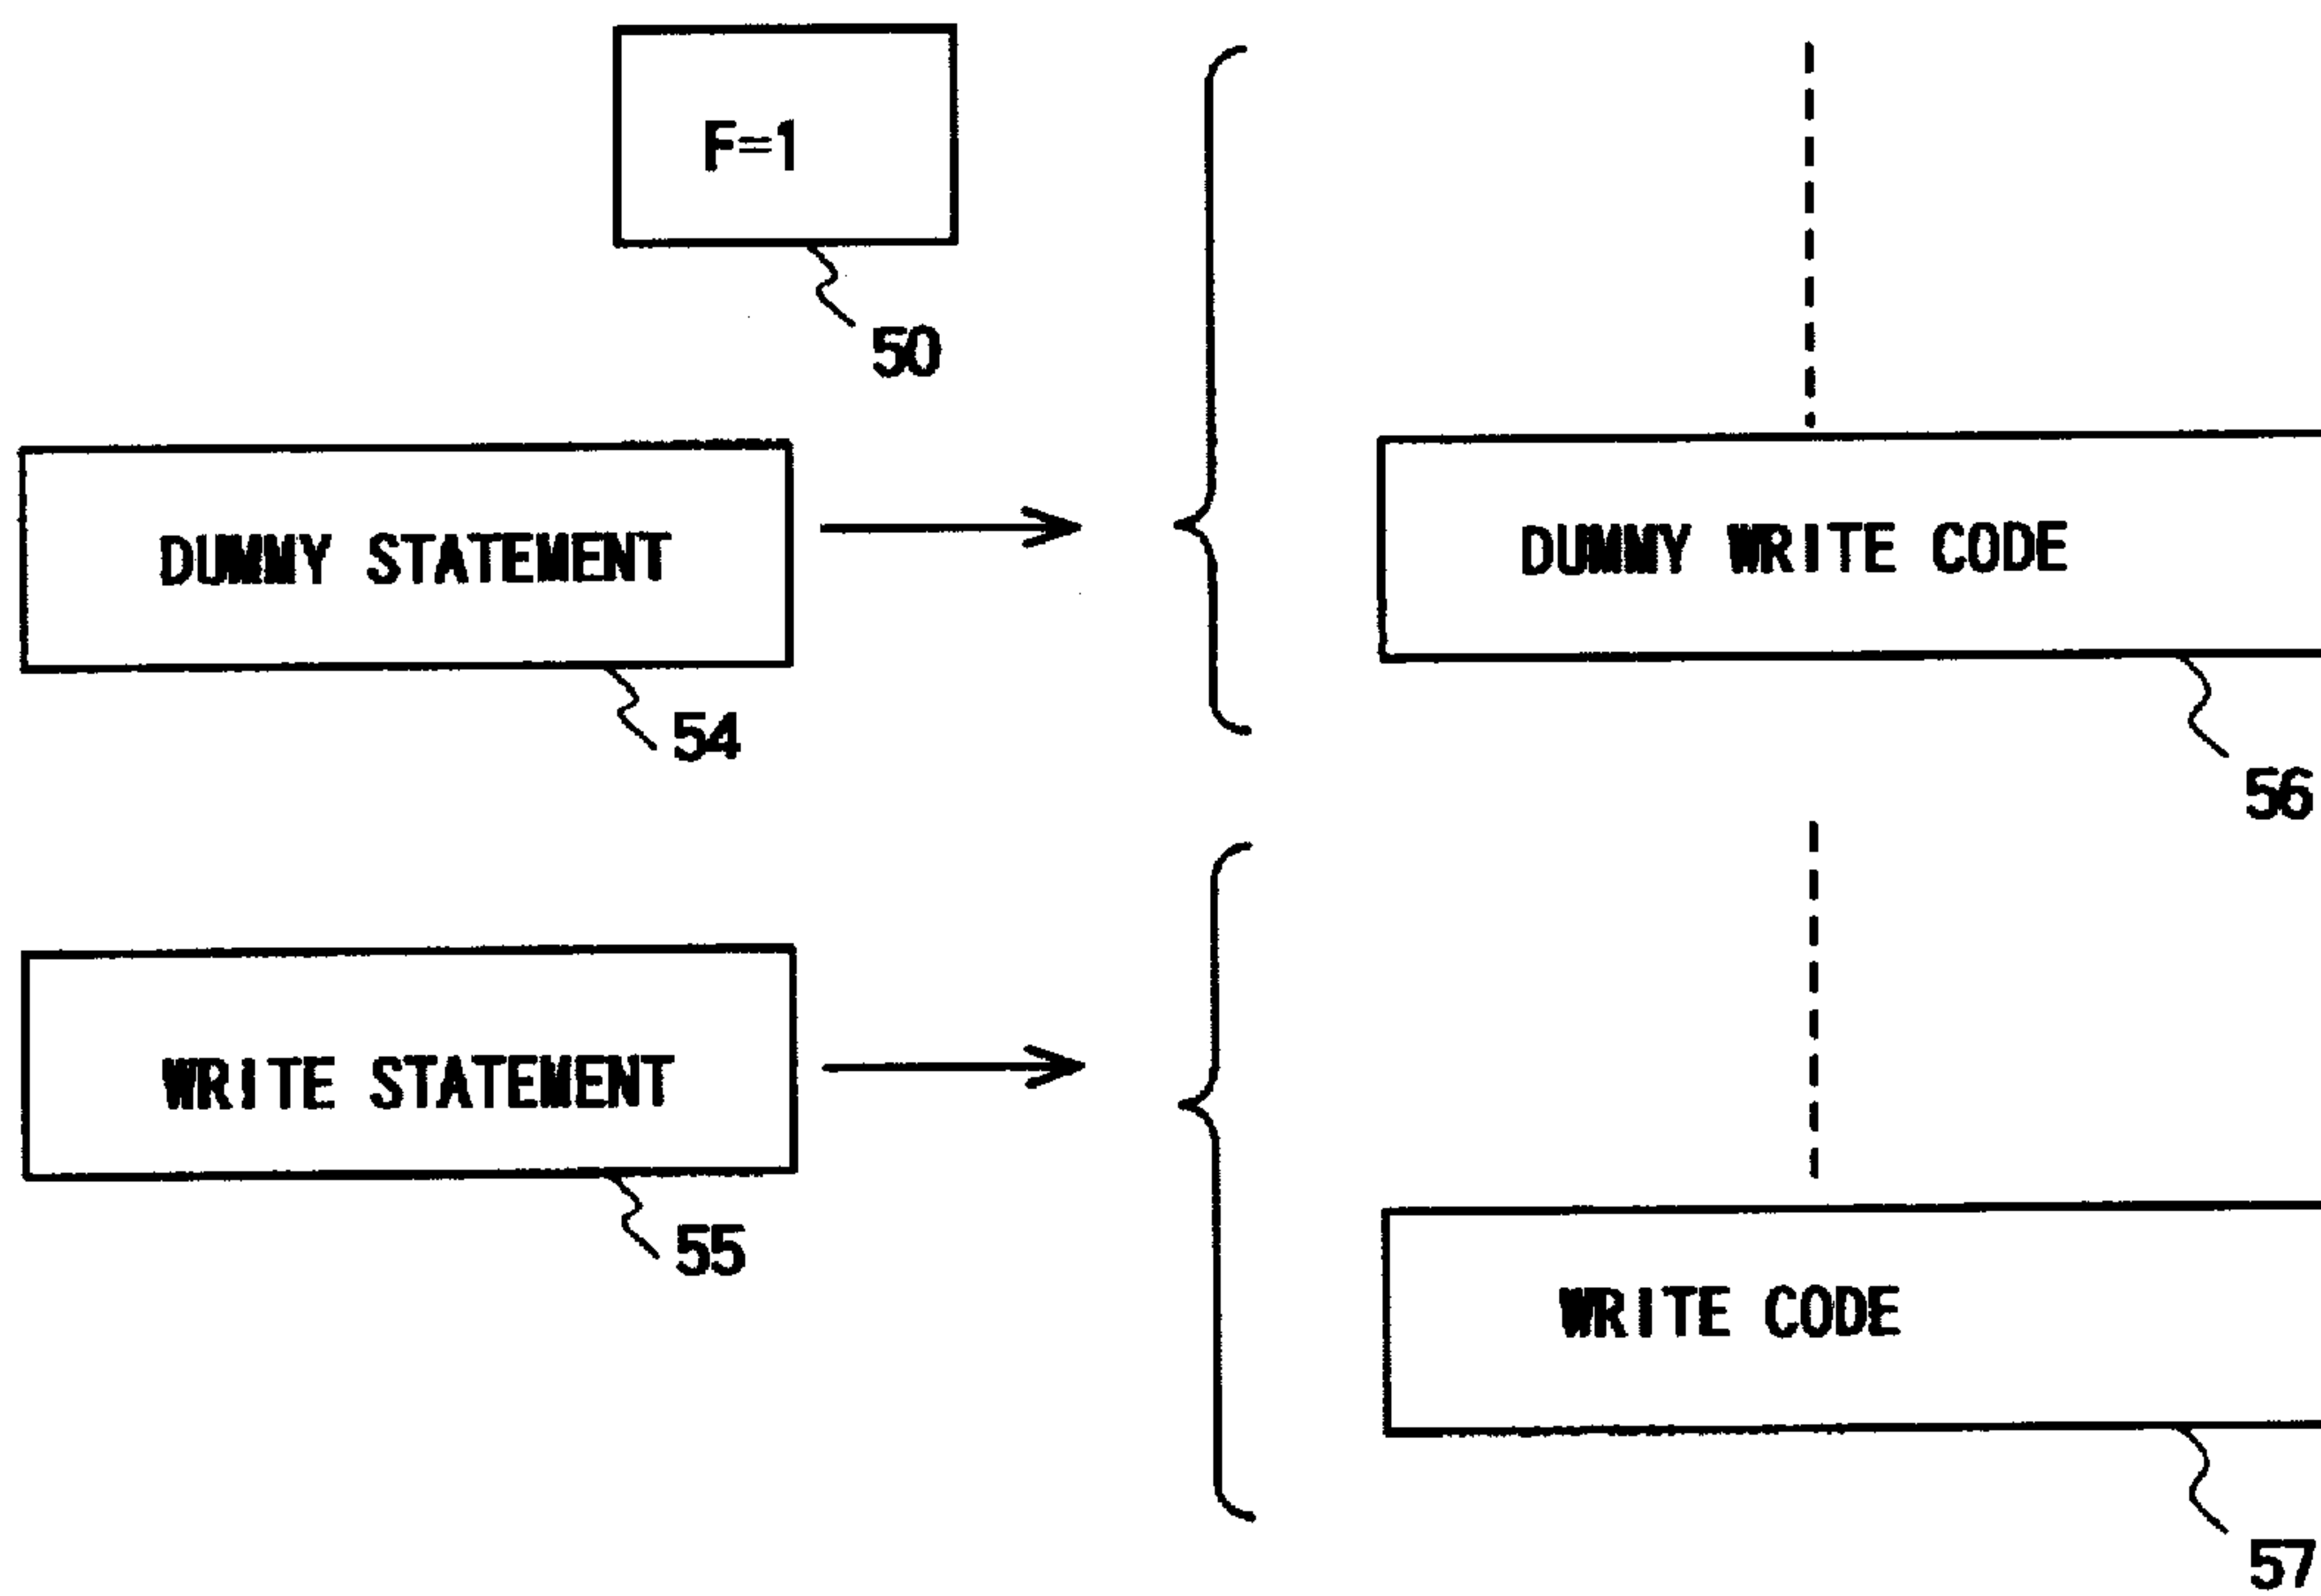 F=1
50
DUMMY STATEMENT
DUMMY WRITE CODE
54
56
WRITE STATEMENT
55
WRITE CODE
57